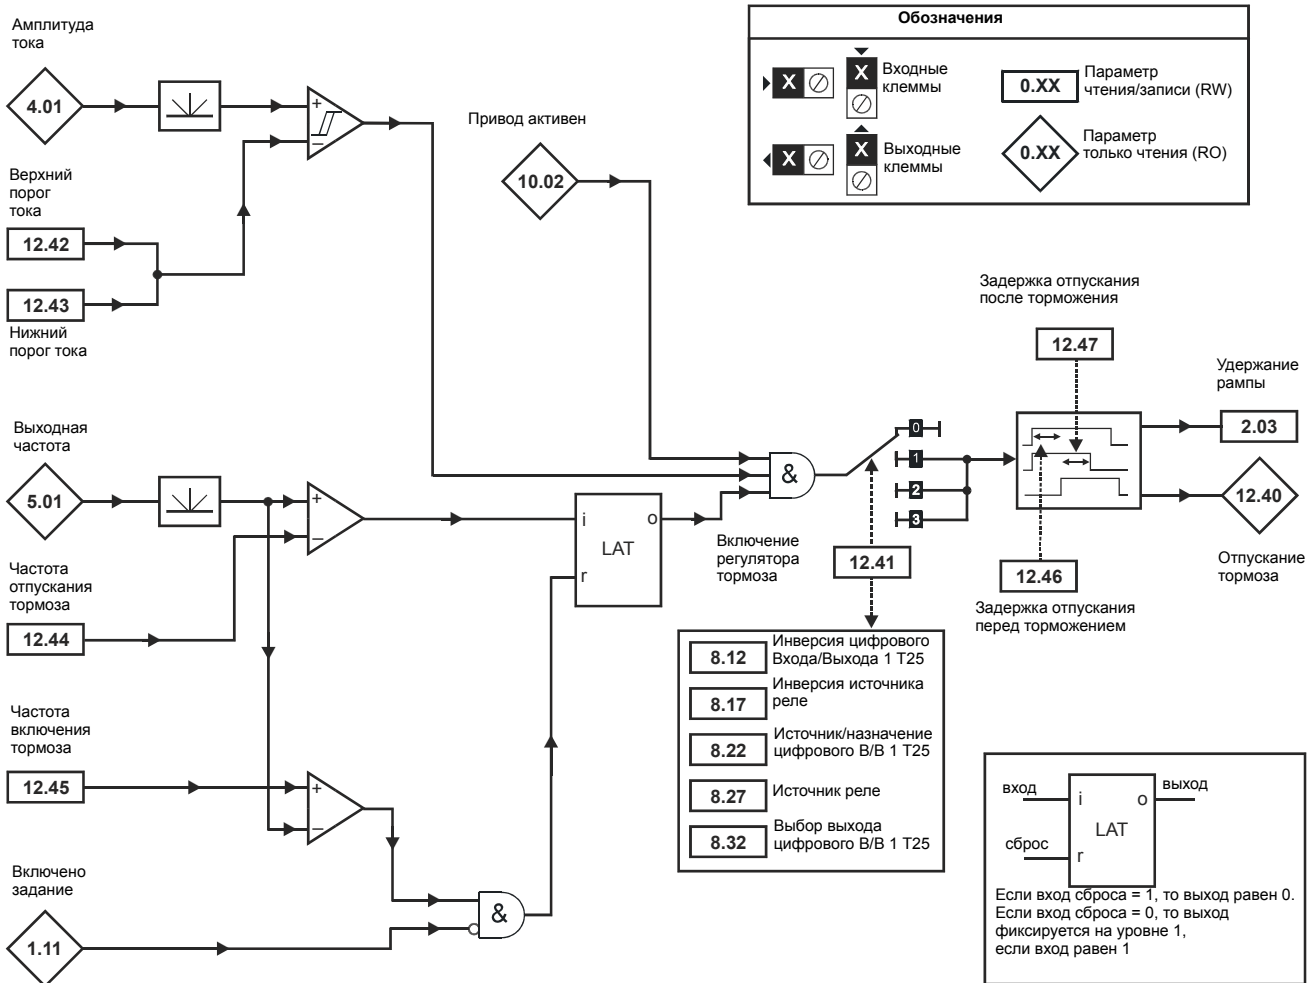 Амплитуда
тока
4.01
+
−
Верхний
порог
тока
12.42
12.43
Нижний
порог тока
Привод активен
10.02
Обозначения
X
X
Входные
клеммы
X
X
Выходные
клеммы
0.XX
Параметр
чтения/записи (RW)
0.XX
Параметр
только чтения (RO)
Выходная
частота
5.01
+
−
Частота
отпускания
тормоза
12.44
Частота
включения
тормоза
12.45
+
−
Включено
задание
1.11
&
i
o
LAT
r
&
Включение
регулятора
тормоза
0
1
2
3
12.41
Задержка отпускания
после торможения
12.47
12.46
Задержка отпускания
перед торможением
Удержание
рампы
2.03
12.40
Отпускание
тормоза
8.12
Инверсия цифрового
Входа/Выхода 1 T25
8.17
Инверсия источника
реле
8.22
Источник/назначение
цифрового В/В 1 T25
8.27
Источник реле
8.32
Выбор выхода
цифрового В/В 1 T25
вход
i
o
выход
LAT
сброс
r
Если вход сброса = 1, то выход равен 0.
Если вход сброса = 0, то выход
фиксируется на уровне 1,
если вход равен 1